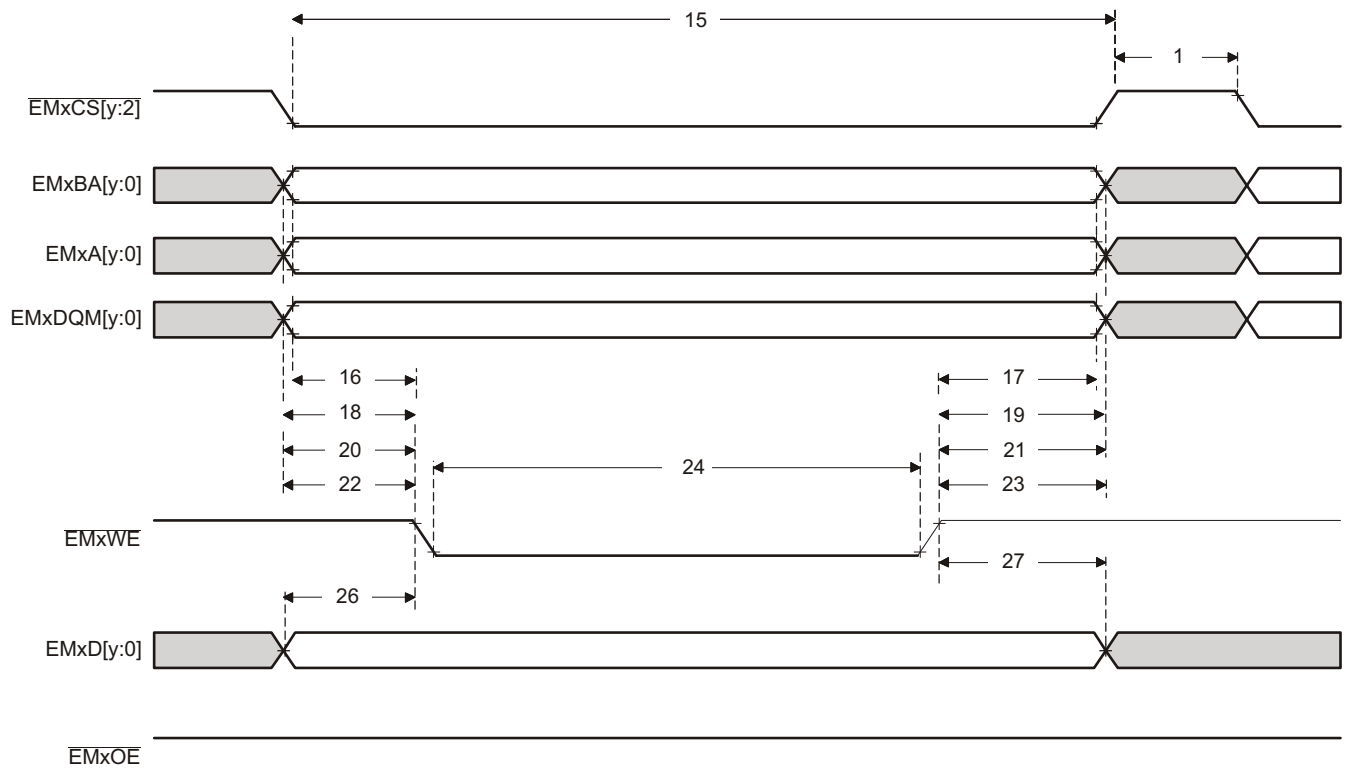 15
1
EMxCS[y:2]
EMxBA[y:0]
EMxA[y:0]
EMxDQM[y:0]
16
17
18
19
20
21
24
22
23
EMxWE
27
26
EMxD[y:0]
EMxOE